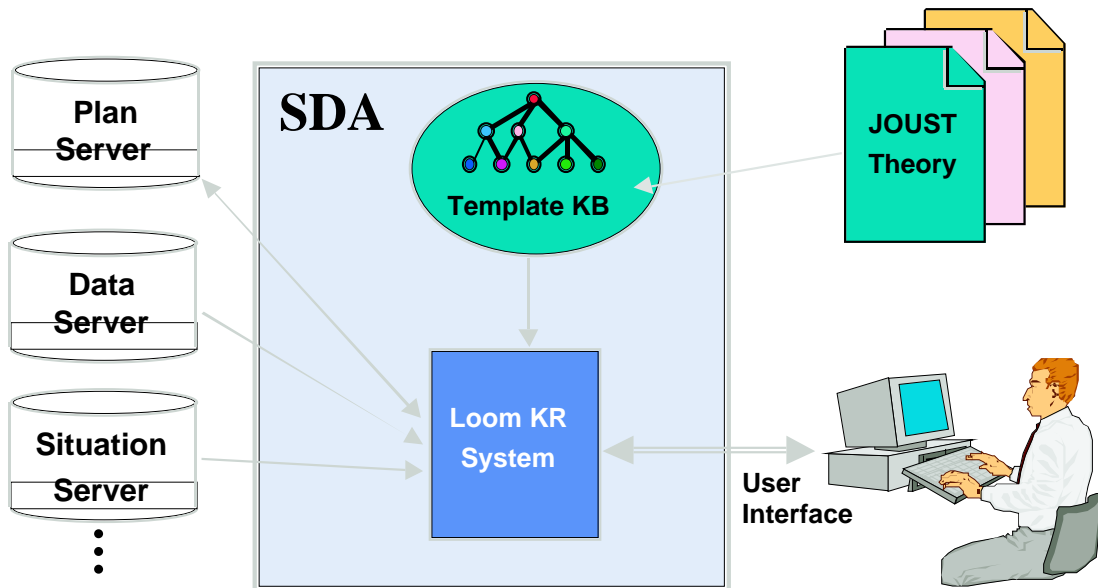 Plan
Server
Data
Server
Situation
Server
SDA
Template KB
Loom KR
System
JOUST
Theory
User
Interface